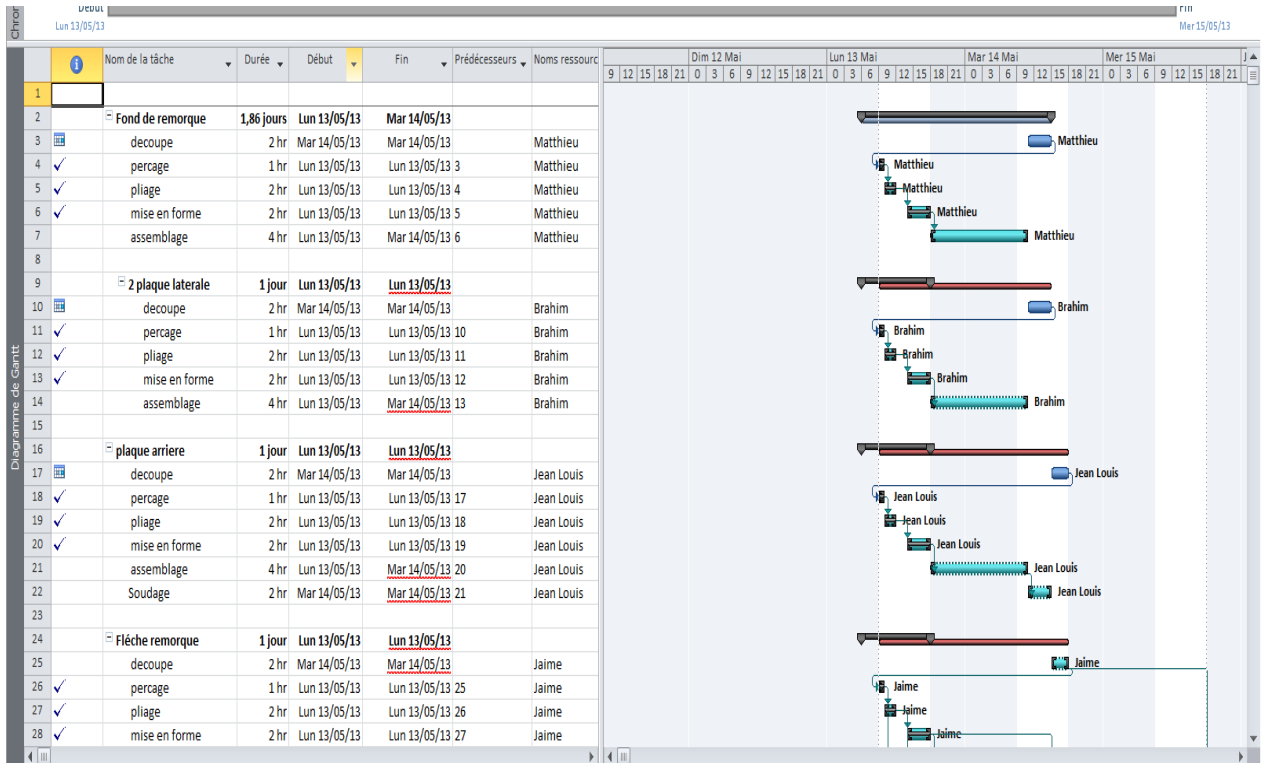 Début Fin
Chron
Lun 13/05/13 Mer 15/05/13
Nom de la tâche Durée Début Fin Prédécesseurs Noms ressourc
Dim 12 Mai Lun 13 Mai Mar 14 Mai Mer 15 Mai J
9 12 15 18 21 0 3 6 9 12 15 18 21 0 3 6 9 12 15 18 21 0 3 6 9 12 15 18 21 0 3 6 9 12 15 18 21
1
2 Fond de remorque 1,86 jours Lun 13/05/13 Mar 14/05/13
3 decoupe 2 hr Mar 14/05/13 Mar 14/05/13 Matthieu Matthieu
4 percage 1 hr Lun 13/05/13 Lun 13/05/13 3 Matthieu Matthieu
5 pliage 2 hr Lun 13/05/13 Lun 13/05/13 4 Matthieu Matthieu
6 mise en forme 2 hr Lun 13/05/13 Lun 13/05/13 5 Matthieu Matthieu
7 assemblage 4 hr Lun 13/05/13 Mar 14/05/13 6 Matthieu Matthieu
8
9 2 plaque laterale 1 jour Lun 13/05/13 Lun 13/05/13
10 decoupe 2 hr Mar 14/05/13 Mar 14/05/13 Brahim Brahim
11 percage 1 hr Lun 13/05/13 Lun 13/05/13 10 Brahim Brahim
12 pliage 2 hr Lun 13/05/13 Lun 13/05/13 11 Brahim Brahim
13 mise en forme 2 hr Lun 13/05/13 Lun 13/05/13 12 Brahim Brahim
14 assemblage 4 hr Lun 13/05/13 Mar 14/05/13 13 Brahim Brahim
15
16 plaque arriere 1 jour Lun 13/05/13 Lun 13/05/13
17 decoupe 2 hr Mar 14/05/13 Mar 14/05/13 Jean Louis Jean Louis
18 percage 1 hr Lun 13/05/13 Lun 13/05/13 17 Jean Louis Jean Louis
19 pliage 2 hr Lun 13/05/13 Lun 13/05/13 18 Jean Louis Jean Louis
20 mise en forme 2 hr Lun 13/05/13 Lun 13/05/13 19 Jean Louis Jean Louis
21 assemblage 4 hr Lun 13/05/13 Mar 14/05/13 20 Jean Louis Jean Louis
22 Soudage 2 hr Mar 14/05/13 Mar 14/05/13 21 Jean Louis Jean Louis
23
24 Fléche remorque 1 jour Lun 13/05/13 Lun 13/05/13
25 decoupe 2 hr Mar 14/05/13 Mar 14/05/13 Jaime Jaime
26 percage 1 hr Lun 13/05/13 Lun 13/05/13 25 Jaime Jaime
27 pliage 2 hr Lun 13/05/13 Lun 13/05/13 26 Jaime Jaime
28 mise en forme 2 hr Lun 13/05/13 Lun 13/05/13 27 Jaime Jaime
Diagramme de Gantt